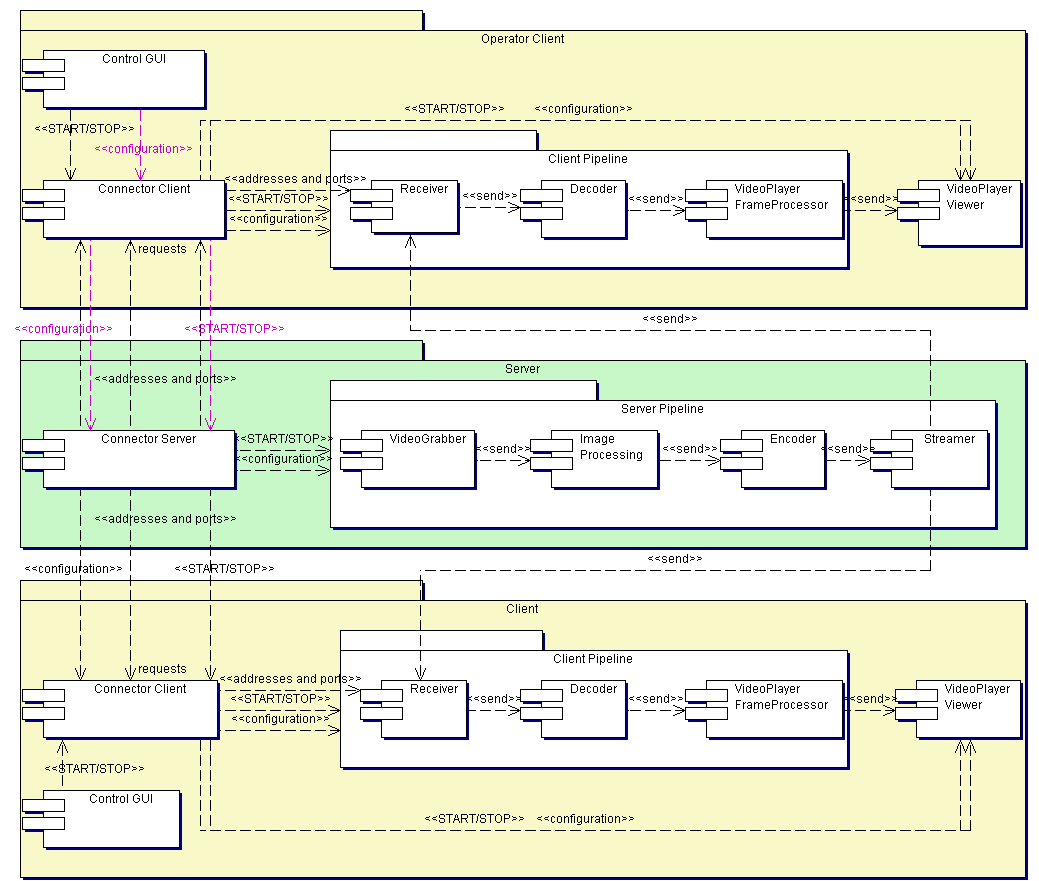 Operator Client
Control GUI
<<START/STOP>>
<<configuration>>
<<START/STOP>>
<<configuration>>
Client Pipeline
Connector Client
<<addresses and ports>>
<<START/STOP>>
<<configuration>>
Receiver
<<send>>
Decoder
<<send>>
VideoPlayer
FrameProcessor
<<send>>
VideoPlayer
Viewer
requests
<<configuration>>
<<START/STOP>>
<<send>>
Server
<<addresses and ports>>
Server Pipeline
Connector Server
<<START/STOP>>
<<configuration>>
VideoGrabber
<<send>>
Image
Processing
<<send>>
Encoder
<<send>>
Streamer
<<addresses and ports>>
<<configuration>>
<<START/STOP>>
<<send>>
Client
Client Pipeline
requests
Connector Client
<<addresses and ports>>
<<START/STOP>>
<<configuration>>
Receiver
<<send>>
Decoder
<<send>>
VideoPlayer
FrameProcessor
<<send>>
VideoPlayer
Viewer
<<START/STOP>>
Control GUI
<<START/STOP>>
<<configuration>>